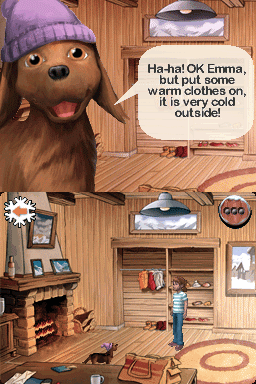 Ha-ha! OK Emma,
but put some
warm clothes on,
it is very cold
outside!